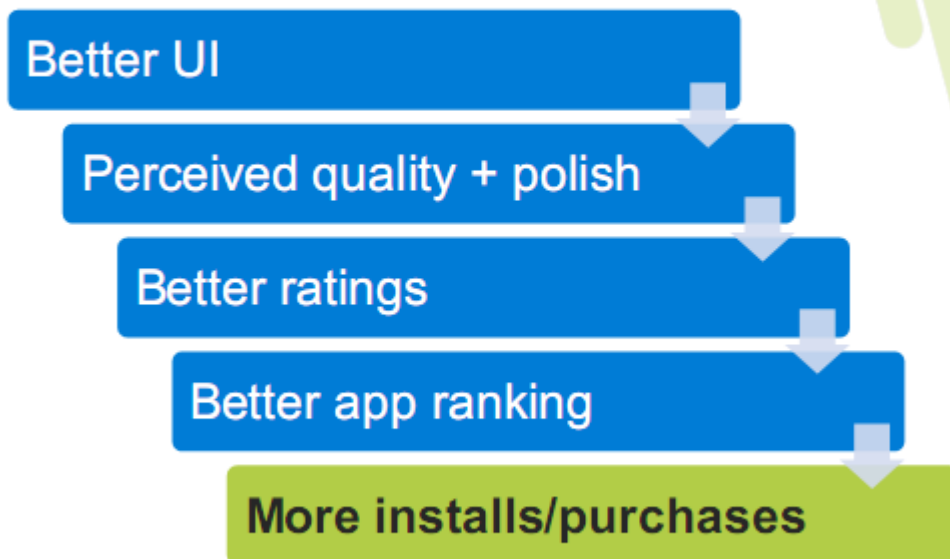 Better UI
Perceived quality + polish
Better ratings
Better app ranking
More installs/purchases